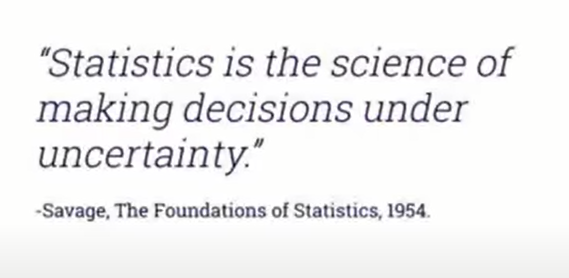 “Statistics is the science of
making decisions under
uncertainty.”
-Savage, The Foundations of Statistics, 1954.